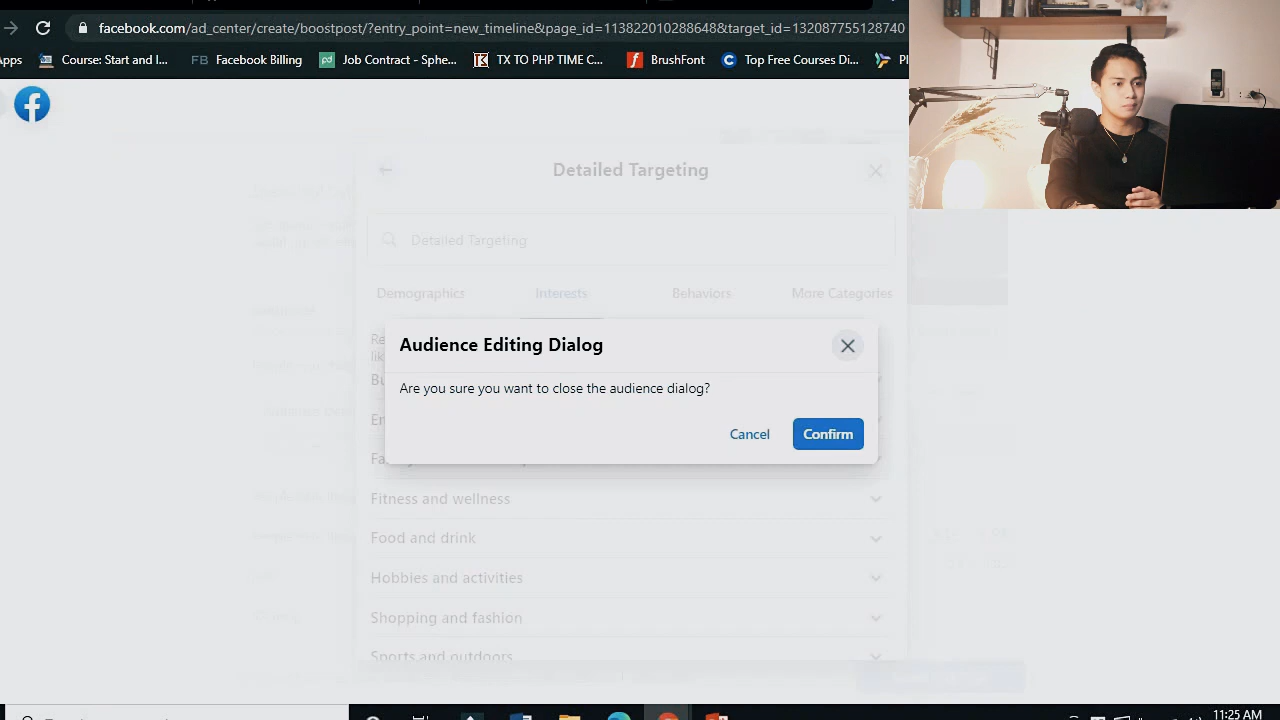 facebook.com/ad_center/create/boostpost/?entry_point=new_timeline&page_id=113822010288648&target_id=132087755128740
Apps
Course: Start and I...
FB Facebook Billing
Job Contract - Sphe...
TX TO PHP TIME C...
BrushFont
Top Free Courses Di...
Detailed Targeting
Detailed Targeting
Demographics
Interests
Behaviors
More Categories
Audience Editing Dialog
Are you sure you want to close the audience dialog?
Cancel
Confirm
Fitness and wellness
Food and drink
Hobbies and activities
Shopping and fashion
Sports and outdoors
11:25 AM